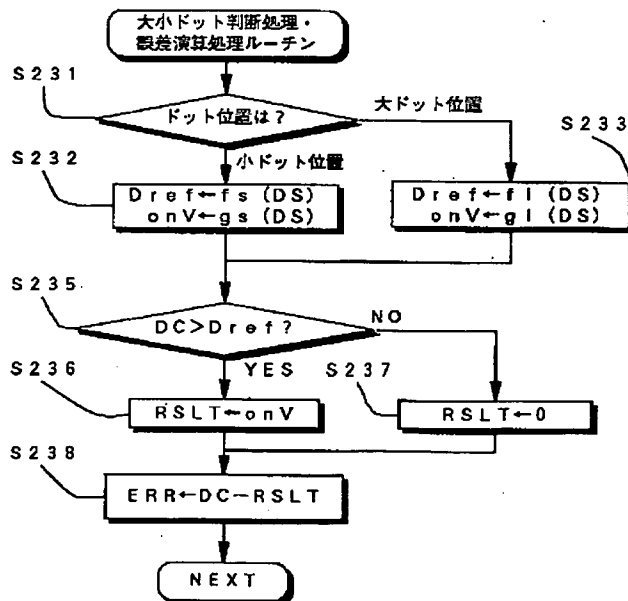 大小ドット判断処理・
誤差演算処理ルーチン
S231
ドット位置は？
大ドット位置
S233
S232
小ドット位置
Dref←fs(DS)
onV←gs(DS)
Dref←fl(DS)
onV←gl(DS)
S235
DC>Dref?
NO
YES
S236
S237
RSLT←onV
RSLT←0
S238
ERR←DC−RSLT
NEXT